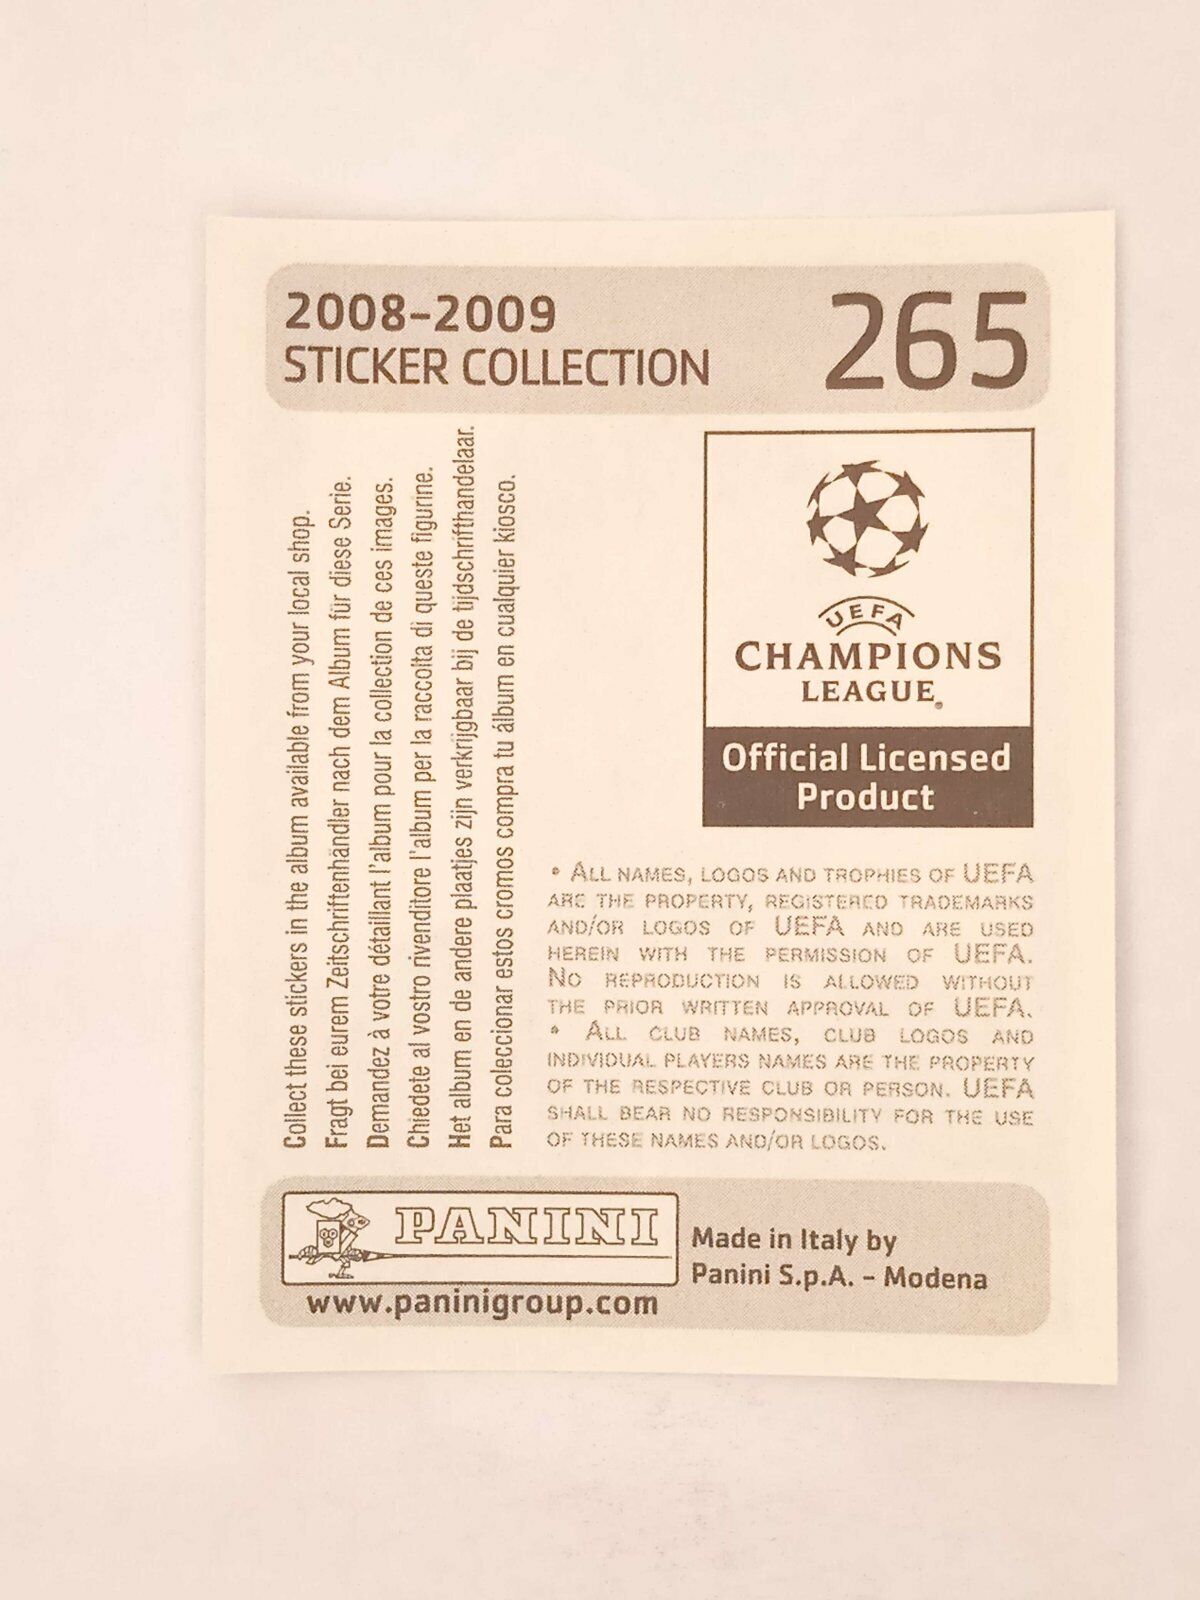 2008-2009
STICKER COLLECTION
265
Collect these stickers in the album available from your local shop.
Fragt bei eurem Zeitschriftenhändler nach dem Album für diese Serie.
Demandez à votre détaillant l'album pour la collection de ces images.
Chiedete al vostro rivenditore l'album per la raccolta di queste figurine.
Het album en de andere plaatjes zijn verkrijgbaar bij de tijdschrifthandelaar.
Para coleccionar estos cromos compra tu álbum en cualquier kiosco.
UEFA
CHAMPIONS
LEAGUE®
Official Licensed
Product
• ALL NAMES, LOGOS AND TROPHIES OF UEFA
ARE THE PROPERTY, REGISTERED TRADEMARKS
AND/OR LOGOS OF UEFA AND ARE USED
HEREIN WITH THE PERMISSION OF UEFA.
NO REPRODUCTION IS ALLOWED WITHOUT
THE PRIOR WRITTEN APPROVAL OF UEFA.
• ALL CLUB NAMES, CLUB LOGOS AND
INDIVIDUAL PLAYERS NAMES ARE THE PROPERTY
OF THE RESPECTIVE CLUB OR PERSON. UEFA
SHALL BEAR NO RESPONSIBILITY FOR THE USE
OF THESE NAMES AND/OR LOGOS.
PANINI
www.paninigroup.com
Made in Italy by
Panini S.p.A. - Modena